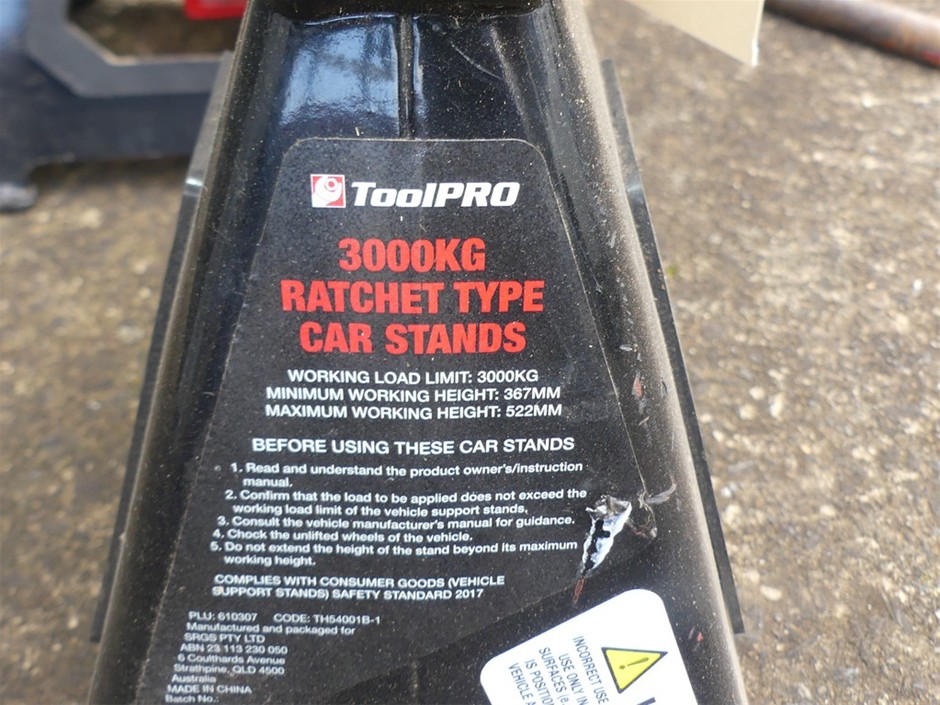 TOOLPRO
3000KG
RATCHET TYPE
CAR STANDS
WORKING LOAD LIMIT: 3000KG
MINIMUM WORKING HEIGHT: 367MM
MAXIMUM WORKING HEIGHT: 522MM
BEFORE USING THESE CAR STANDS
1. Read and understand the product owner's/instruction
manual.
2. Confirm that the load to be applied does not exceed the
working load limit of the vehicle support stands.
3. Consult the vehicle manufacturer's manual for guidance.
4. Chock the unlifted wheels of the vehicle.
5. Do not extend the height of the stand beyond its maximum
working height.
COMPLIES WITH CONSUMER GOODS (VEHICLE
SUPPORT STANDS) SAFETY STANDARD 2017
PLU: 610307 CODE: TH54001B-1
Manufactured and packaged for
SRGS PTY LTD
ABN 23 113 230 050
6 Coulthards Avenue
Strathpine, QLD 4500
Australia
MADE IN CHINA
Batch No.:
INCORRECT USE
USE ONLY IN
SURFACES (e.
IS POSITION
VEHICLE A